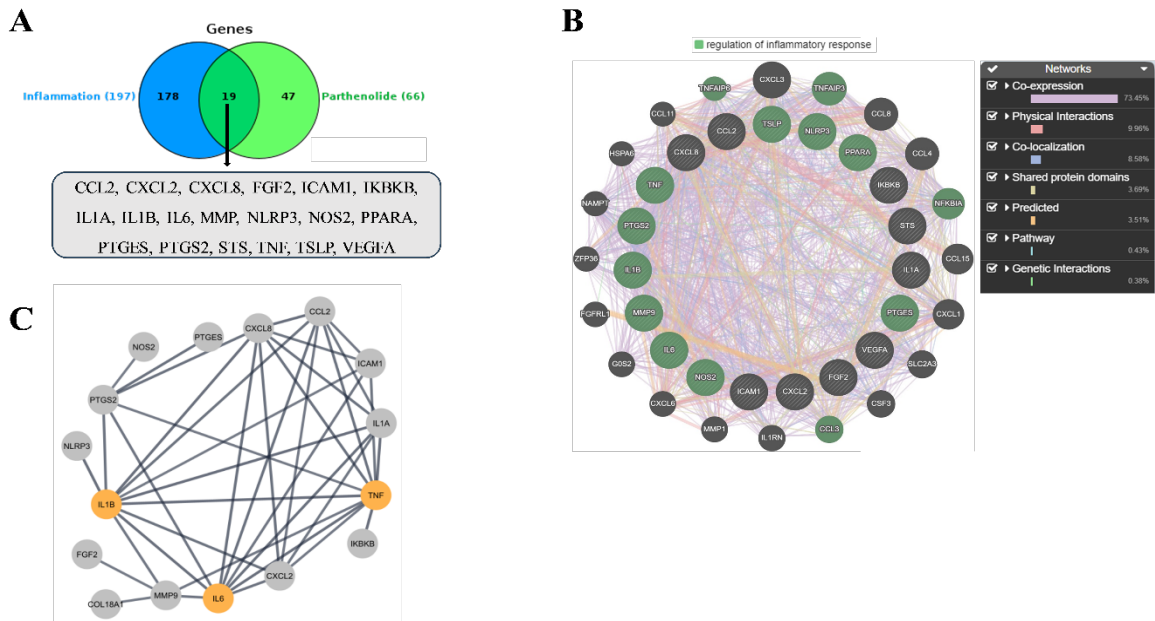 A
Genes
Inflammation (197)
178
19
47
Parthenolide (66)
CCL2, CXCL2, CXCL8, FGF2, ICAM1, IKBKB,
IL1A, IL1B, IL6, MMP, NLRP3, NOS2, PPARA,
PTGES, PTGS2, STS, TNF, TSLP, VEGFA
B
regulation of inflammatory response
CXCL3
TNFAIP6
TNFAIP3
CCL11
CCL8
TSLP
CCL2
NLRP3
HSPA6
CXCL8
PPARA
CCL4
TNF
IKBKB
NAMPT
NFKBIA
PTGS2
STS
ZFP36
CCL15
IL1B
IL1A
FGFRL1
MMP9
PTGES
CXCL1
IL6
VEGFA
G0S2
NOS2
FGF2
SLC2A3
ICAM1
CXCL2
CXCL6
CSF3
MMP1
IL1RN
CCL3
Networks
Co-expression
73.45%
Physical Interactions
9.96%
Co-localization
8.58%
Shared protein domains
3.69%
Predicted
3.51%
Pathway
0.43%
Genetic Interactions
0.38%
C
CCL2
CXCL8
PTGES
NOS2
ICAM1
PTGS2
IL1A
NLRP3
TNF
IL1B
IKBKB
FGF2
CXCL2
MMP9
IL6
COL18A1